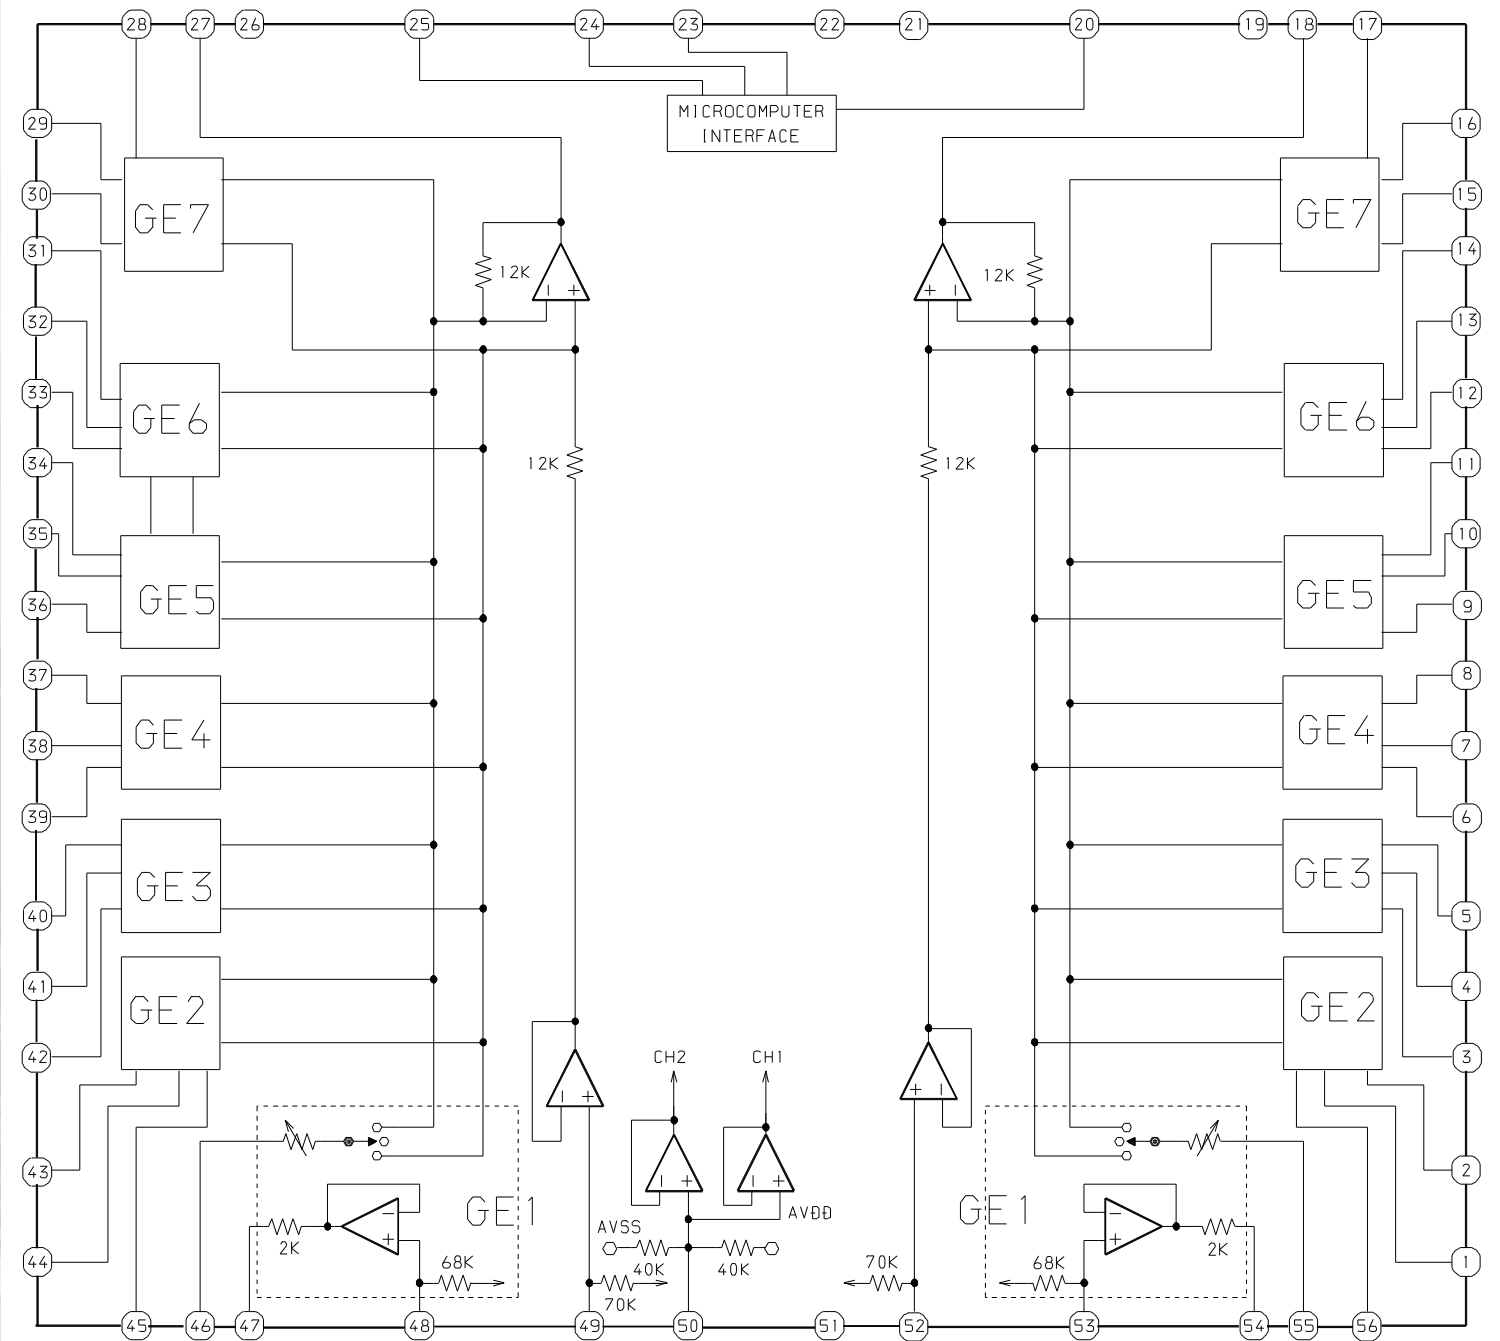 28 27 26 25 24 23 22 21 20 19 18 17
MICROCOMPUTER
INTERFACE
29 16
30 15
GE7 GE7
31 14
12K - + + - 12K
32 13
33 12
GE6 GE6
34 11
12K 12K
35 10
36 9
GE5 GE5
37 8
GE4 GE4
38 7
39 6
GE3 GE3
40 5
41 4
GE2 GE2
42 3
CH2 CH1
- + + -
43 2
- + - +
GE1 AVDD GE1
- -
AVSS
+ +
2K 2K
44 1
68K 40K 40K 70K 68K
70K
45 46 47 48 49 50 51 52 53 54 55 56